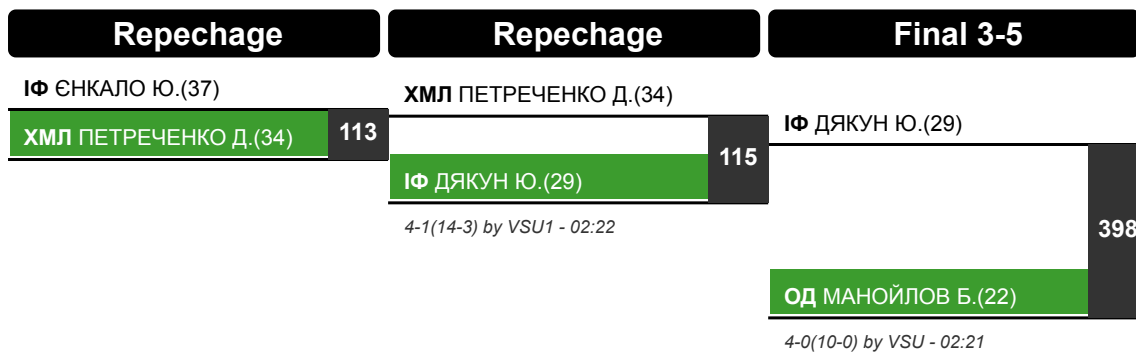 Repechage
ІФ ЄНКАЛО Ю.(37)
ХМЛ ПЕТРЕЧЕНКО Д.(34)
113
Repechage
ХМЛ ПЕТРЕЧЕНКО Д.(34)
ІФ ДЯКУН Ю.(29)
115
4-1(14-3) by VSU1 - 02:22
Final 3-5
ІФ ДЯКУН Ю.(29)
398
ОД МАНОЙЛОВ Б.(22)
4-0(10-0) by VSU - 02:21